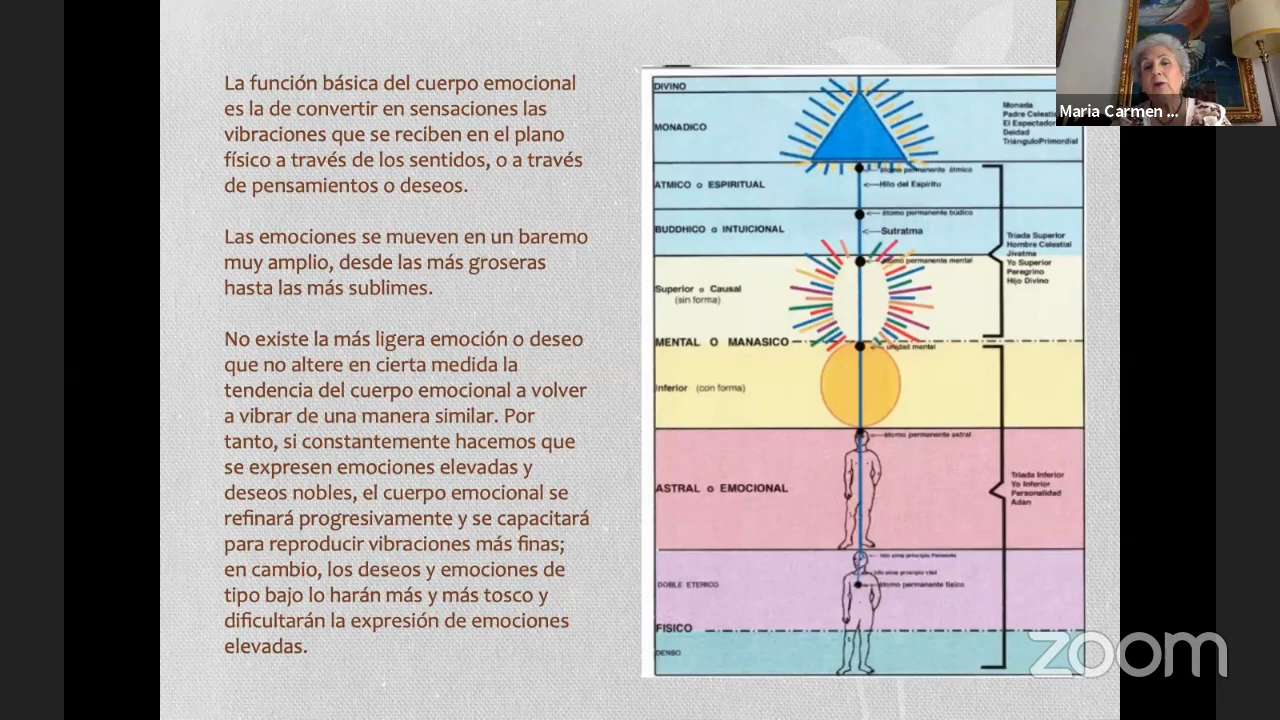 La función básica del cuerpo emocional
es la de convertir en sensaciones las
vibraciones que se reciben en el plano
físico a través de los sentidos, o a través
de pensamientos o deseos.
Las emociones se mueven en un baremo
muy amplio, desde las más groseras
hasta las más sublimes.
No existe la más ligera emoción o deseo
que no altere en cierta medida la
tendencia del cuerpo emocional a volver
a vibrar de una manera similar. Por
tanto, si constantemente hacemos que
se expresen emociones elevadas y
deseos nobles, el cuerpo emocional se
refinará progresivamente y se capacitará
para reproducir vibraciones más finas;
en cambio, los deseos y emociones de
tipo bajo lo harán más y más tosco y
dificultarán la expresión de emociones
elevadas.
DIVINO
MONADICO
Monada
Padre
El Espectador
Deidad
TriánguloPrimordial
átomo permanente átmico
ATMICO o ESPIRITUAL
Hilo del Espíritu
átomo permanente búdico
BUDDHICO o INTUICIONAL
Sutratma
átomo permanente mental
Triada Superior
Hombre Celestial
Jivatma
Yo Superior
Peregrino
Hijo Divino
Superior o Causal
(sin forma)
MENTAL O MANASICO
unidad mental
Inferior (con forma)
átomo permanente astral
ASTRAL o EMOCIONAL
Triada Inferior
Yo Inferior
Personalidad
Adan
DOBLE ETERICO
átomo permanente físico
FISICO
DENSO
Maria Carmen ...
zoom